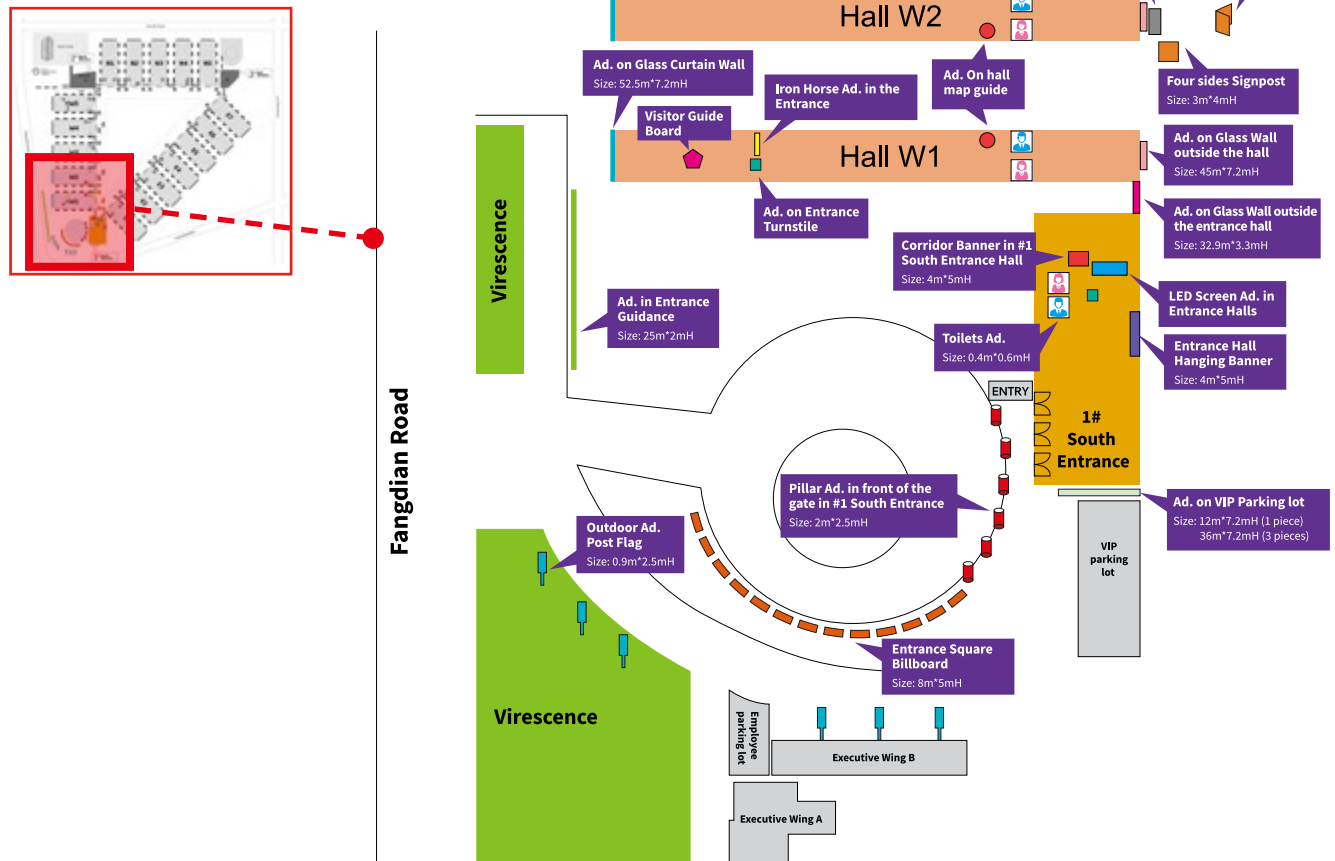 Hall W2
Ad. on Glass Curtain Wall
Size: 52.5m*7.2mH
Iron Horse Ad. in the
Entrance
Ad. On hall
map guide
Four sides Signpost
Size: 3m*4mH
Visitor Guide
Board
Hall W1
Ad. on Glass Wall
outside the hall
Size: 45m*7.2mH
Ad. on Entrance
Turnstile
Ad. on Glass Wall outside
the entrance hall
Size: 32.9m*3.3mH
Corridor Banner in #1
South Entrance Hall
Size: 4m*5mH
LED Screen Ad. in
Entrance Halls
Virescence
Ad. in Entrance
Guidance
Size: 25m*2mH
Toilets Ad.
Size: 0.4m*0.6mH
Entrance Hall
Hanging Banner
Size: 4m*5mH
ENTRY
1#
South
Entrance
Fangdian Road
Pillar Ad. in front of the
gate in #1 South Entrance
Size: 2m*2.5mH
Ad. on VIP Parking lot
Size: 12m*7.2mH (1 piece)
36m*7.2mH (3 pieces)
Outdoor Ad.
Post Flag
Size: 0.9m*2.5mH
VIP
parking
lot
Entrance Square
Billboard
Size: 8m*5mH
Virescence
Employee
parking lot
Executive Wing B
Executive Wing A